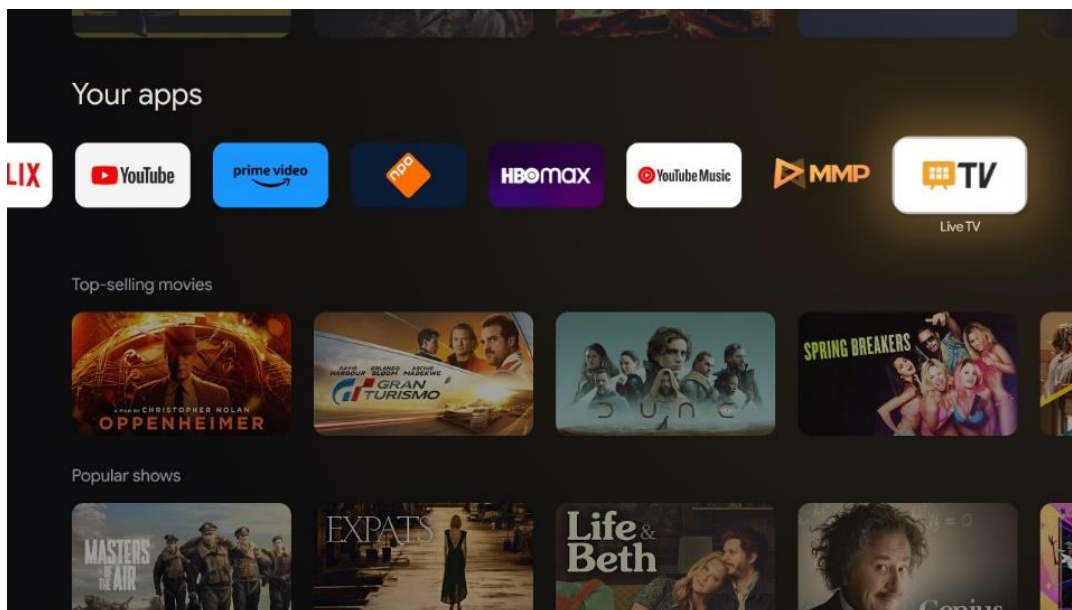 Your apps
LIX
YouTube
prime video
npo
HBOMAX
YouTube Music
MMP
TV
Live TV
Top-selling movies
A FILM BY CHRISTOPHER NOLAN
OPPENHEIMER
DAVID HARBOUR ORLANDO BLOOM ARCHIE MADEKWE
GRAN
TURISMO
DUNE
SPRING BREAKERS
Popular shows
MASTERS
OF THE AIR
EXPATS
Life &
Beth
= 0
Genius